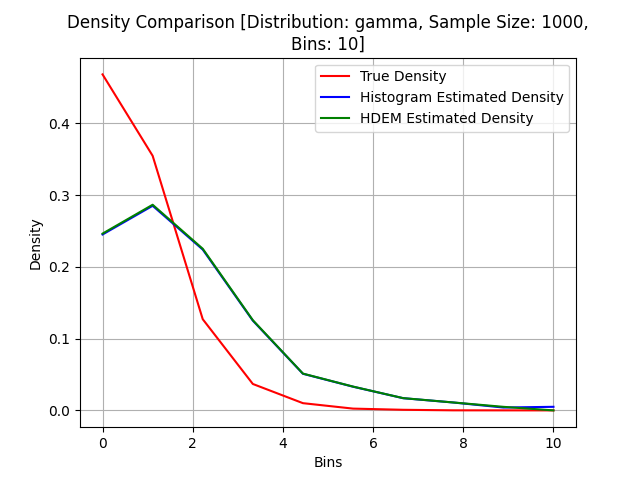 Density Comparison [Distribution: gamma, Sample Size: 1000,
Bins: 10]
True Density
Histogram Estimated Density
HDEM Estimated Density
Density
0.4
0.3
0.2
0.1
0.0
0 2 4 6 8 10
Bins